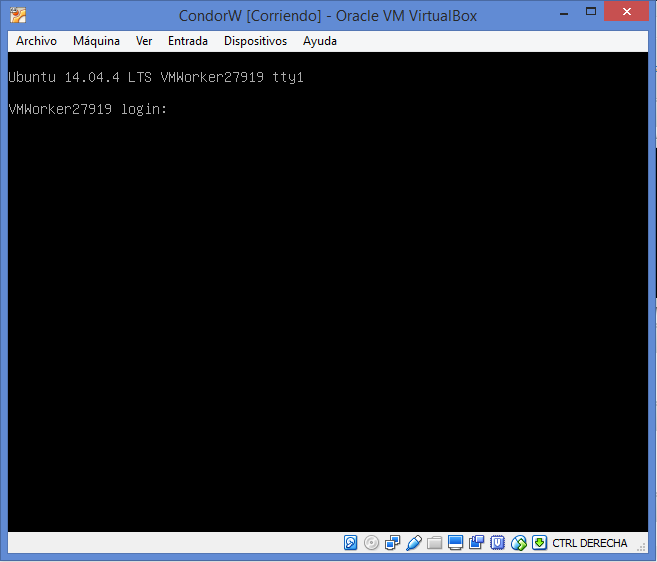 CondorW [Corriendo] - Oracle VM VirtualBox
Archivo Máquina Ver Entrada Dispositivos Ayuda
Ubuntu 14.04.4 LTS VMWorker27919 tty1
VMWorker27919 login:
CTRL DERECHA